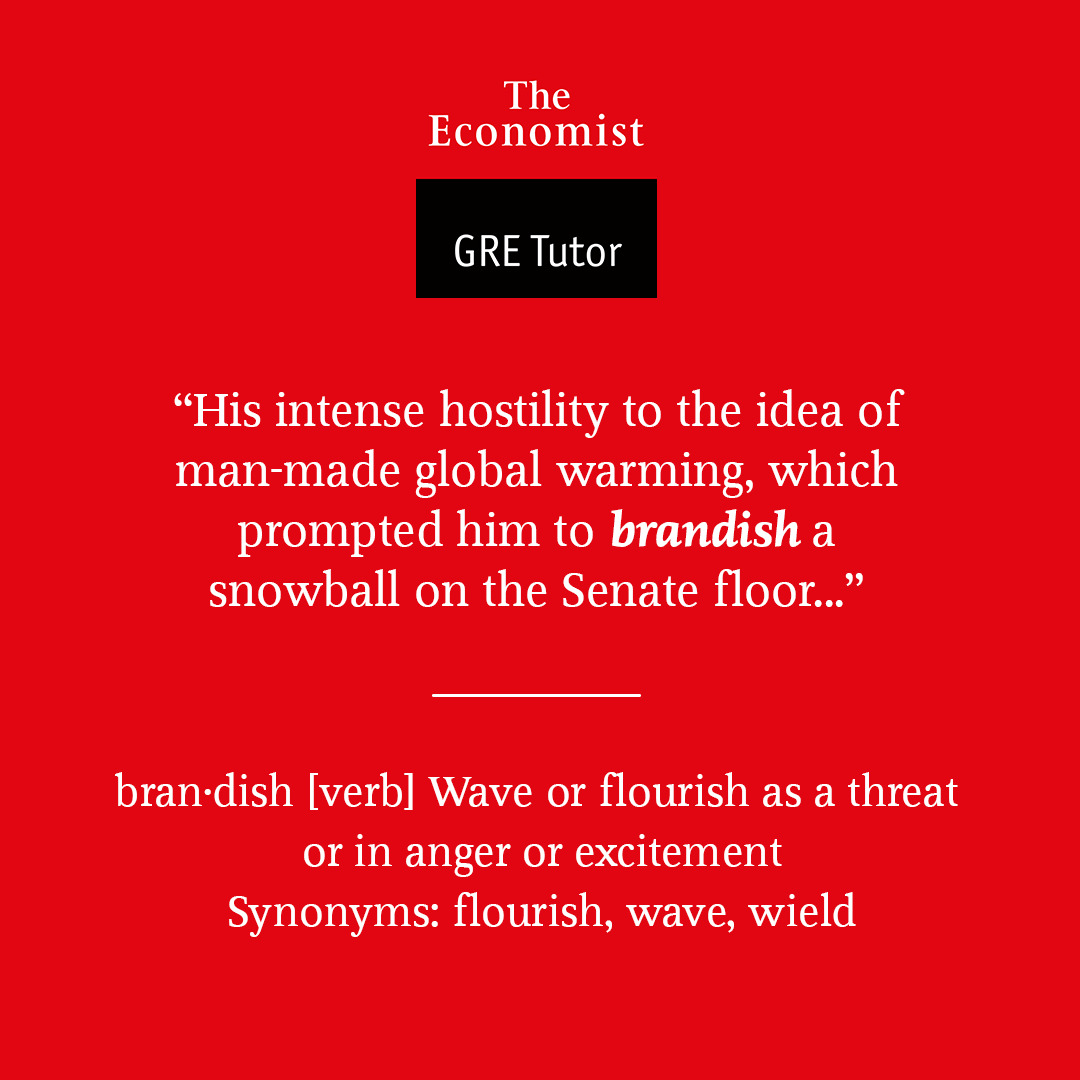 The
Economist
GRE Tutor
“His intense hostility to the idea of
man-made global warming, which
prompted him to brandish a
snowball on the Senate floor...”
bran·dish [verb] Wave or flourish as a threat
or in anger or excitement
Synonyms: flourish, wave, wield